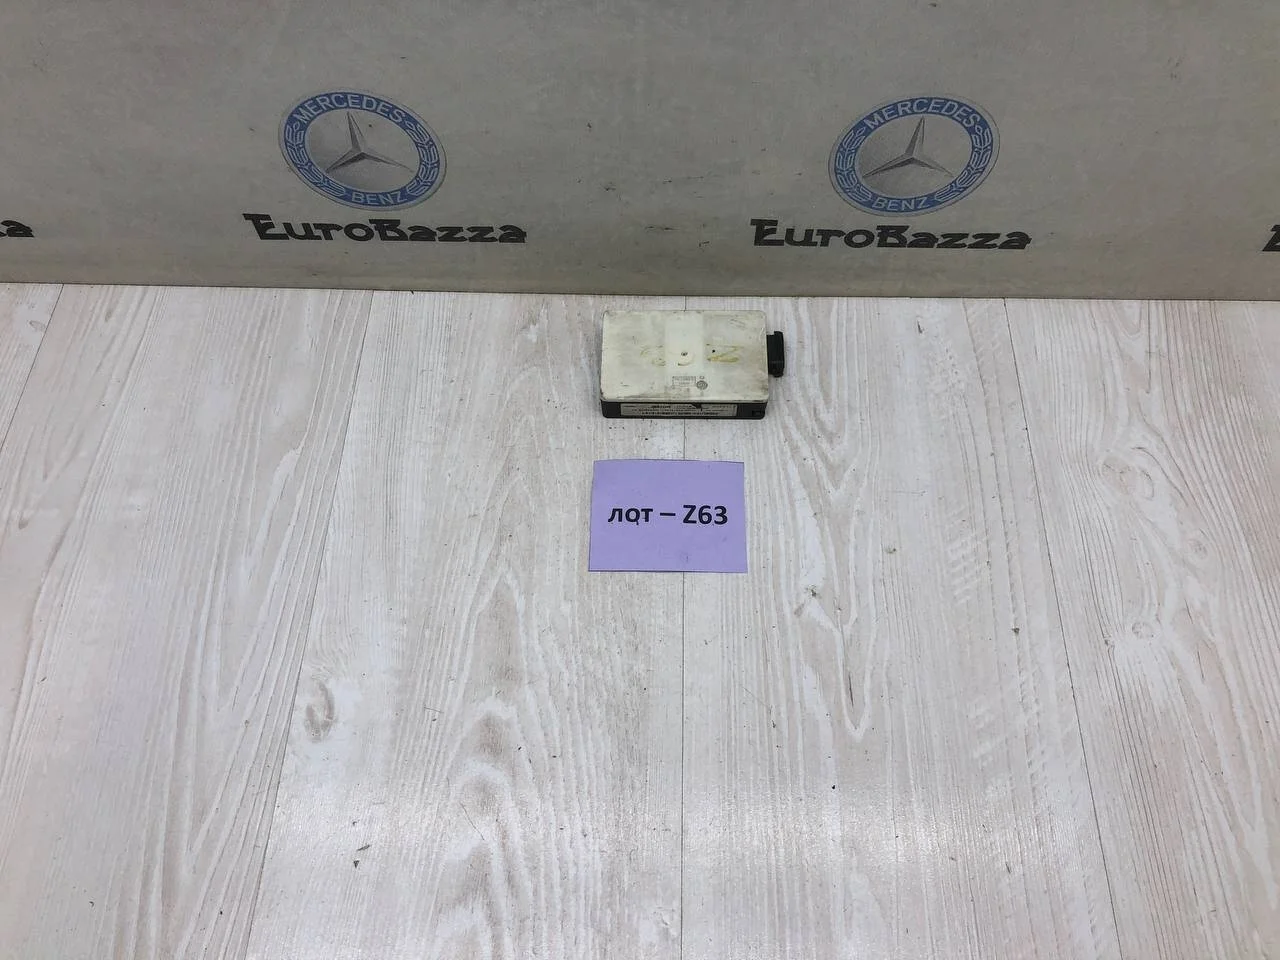 MERCEDES
BENZ
EuroBazza
MERCEDES
BENZ
EuroBazza
лот – Z63